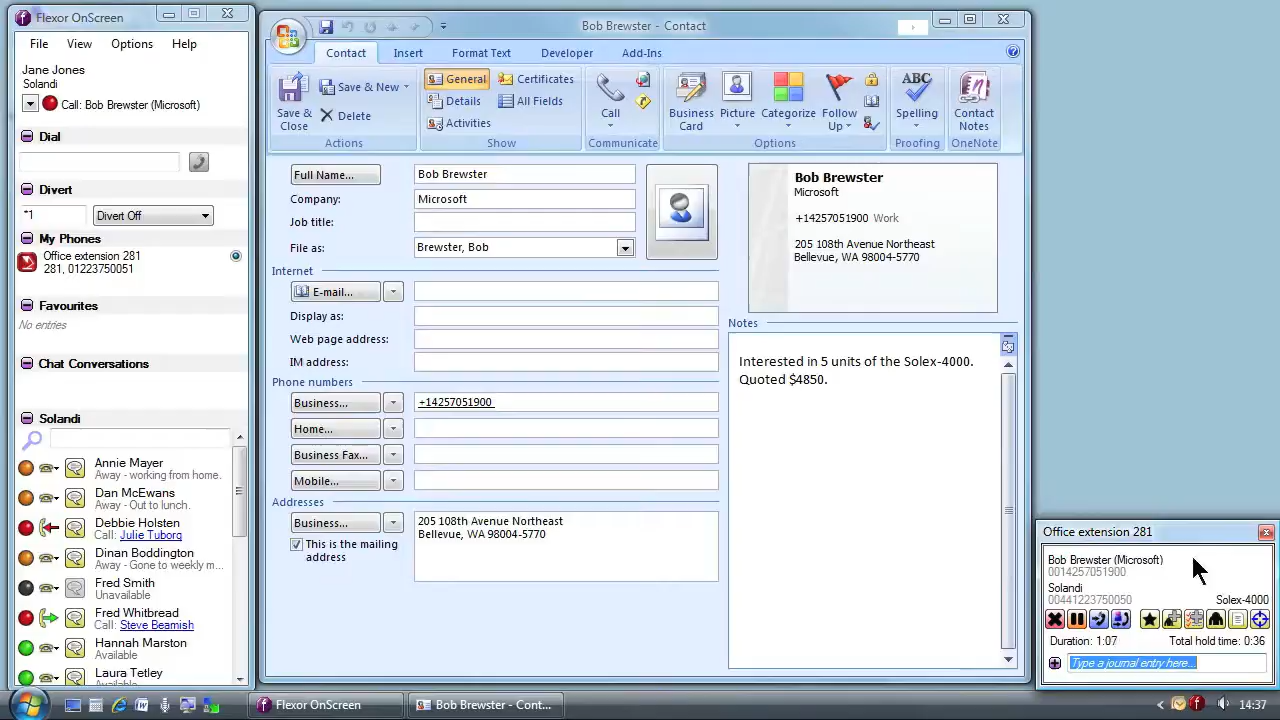 Flexor OnScreen
File View Options Help
Jane Jones
Solandi
Call: Bob Brewster (Microsoft)
Dial
Divert
*1 Divert Off
My Phones
Office extension 281
281, 01223750051
Favourites
No entries
Chat Conversations
Solandi
Annie Mayer
Away - working from home.
Dan McEwans
Away - Out to lunch.
Debbie Holsten
Call: Julie Tuborg
Dinan Boddington
Away - Gone to weekly m...
Fred Smith
Unavailable
Fred Whitbread
Call: Steve Beamish
Hannah Marston
Available
Laura Tetley
Available
Bob Brewster - Contact
Contact Insert Format Text Developer Add-Ins
Save & Close
Save & New
Delete
Actions
General
Details
Activities
Certificates
All Fields
Show
Call
Communicate
Business Card
Picture
Categorize
Follow Up
Options
ABC
Spelling
Proofing
Contact Notes
OneNote
Full Name... Bob Brewster
Company: Microsoft
Job title:
File as: Brewster, Bob
Internet
E-mail...
Display as:
Web page address:
IM address:
Phone numbers
Business... +14257051900
Home...
Business Fax...
Mobile...
Addresses
Business... 205 108th Avenue Northeast
Bellevue, WA 98004-5770
This is the mailing address
Bob Brewster
Microsoft
+14257051900 Work
205 108th Avenue Northeast
Bellevue, WA 98004-5770
Notes
Interested in 5 units of the Solex-4000.
Quoted $4850.
Office extension 281
Bob Brewster (Microsoft)
0014257051900
Solandi
00441223750050 Solex-4000
Duration: 1:07 Total hold time: 0:36
Type a journal entry here...
Flexor OnScreen
Bob Brewster - Cont...
14:37